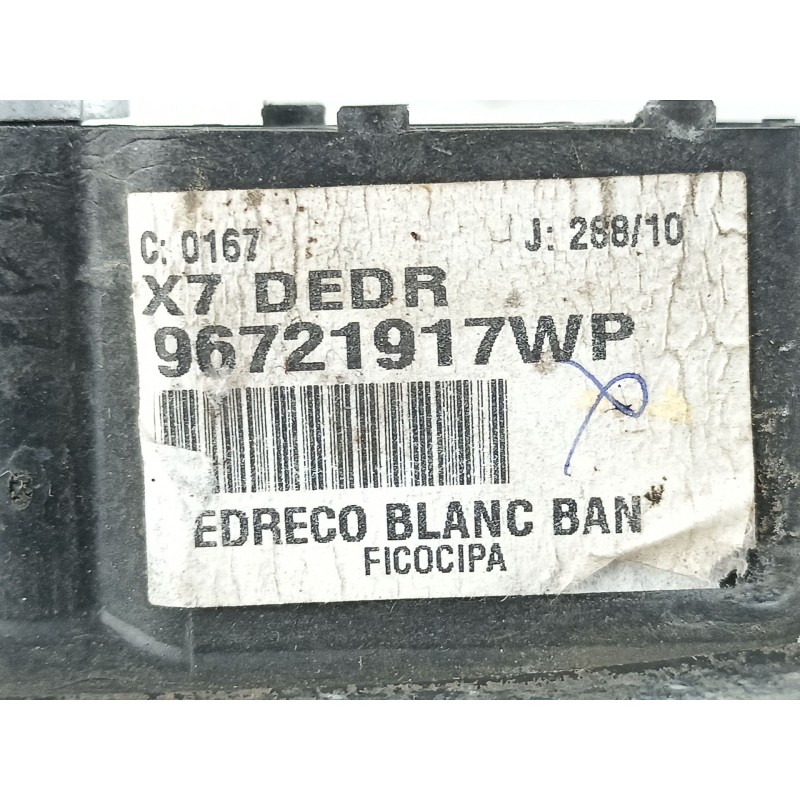 C: 0167 J: 288/10
X7 DEDR
96721917WP
EDRECO BLANC BAN
FICOCIPA